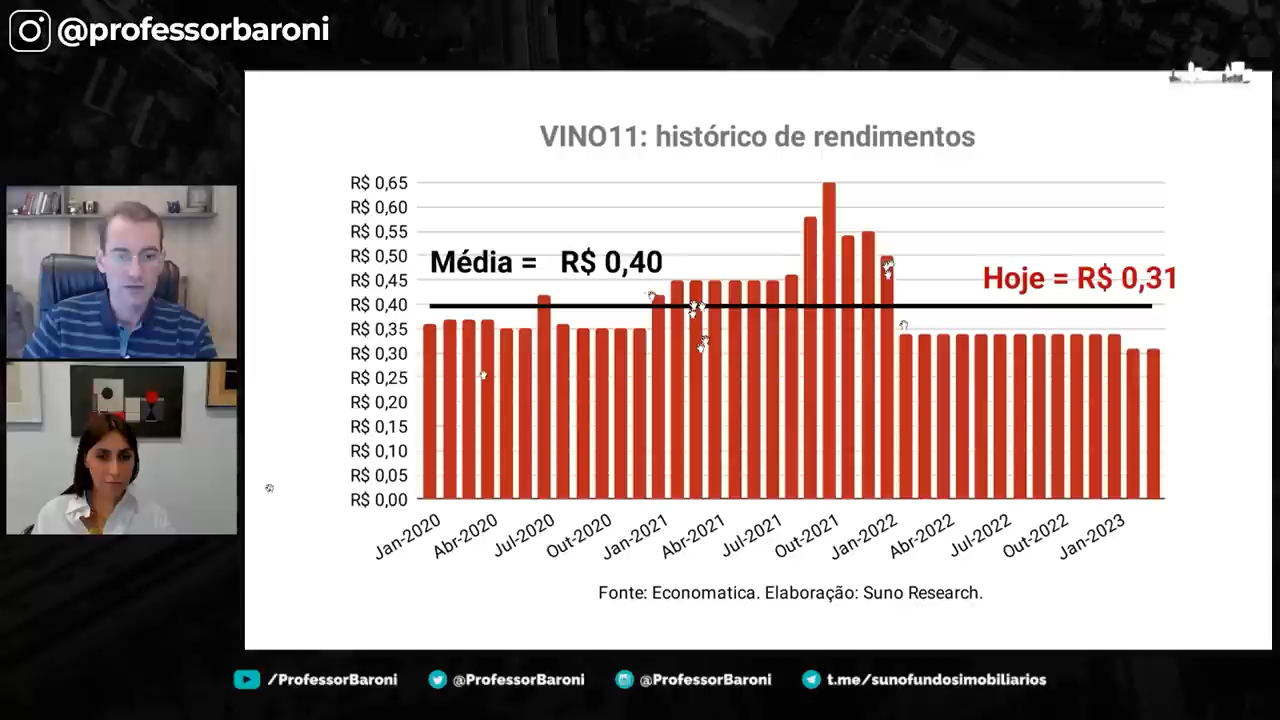 @professorbaroni
VINO11: histórico de rendimentos
R$ 0,65
R$ 0,60
R$ 0,55
R$ 0,50
R$ 0,45
R$ 0,40
R$ 0,35
R$ 0,30
R$ 0,25
R$ 0,20
R$ 0,15
R$ 0,10
R$ 0,05
R$ 0,00
Média = R$ 0,40
Hoje = R$ 0,31
Jan-2020
Abr-2020
Jul-2020
Out-2020
Jan-2021
Abr-2021
Jul-2021
Out-2021
Jan-2022
Abr-2022
Jul-2022
Out-2022
Jan-2023
Fonte: Economatica. Elaboração: Suno Research.
/ProfessorBaroni
@ProfessorBaroni
@ProfessorBaroni
t.me/sunofundosimobiliarios